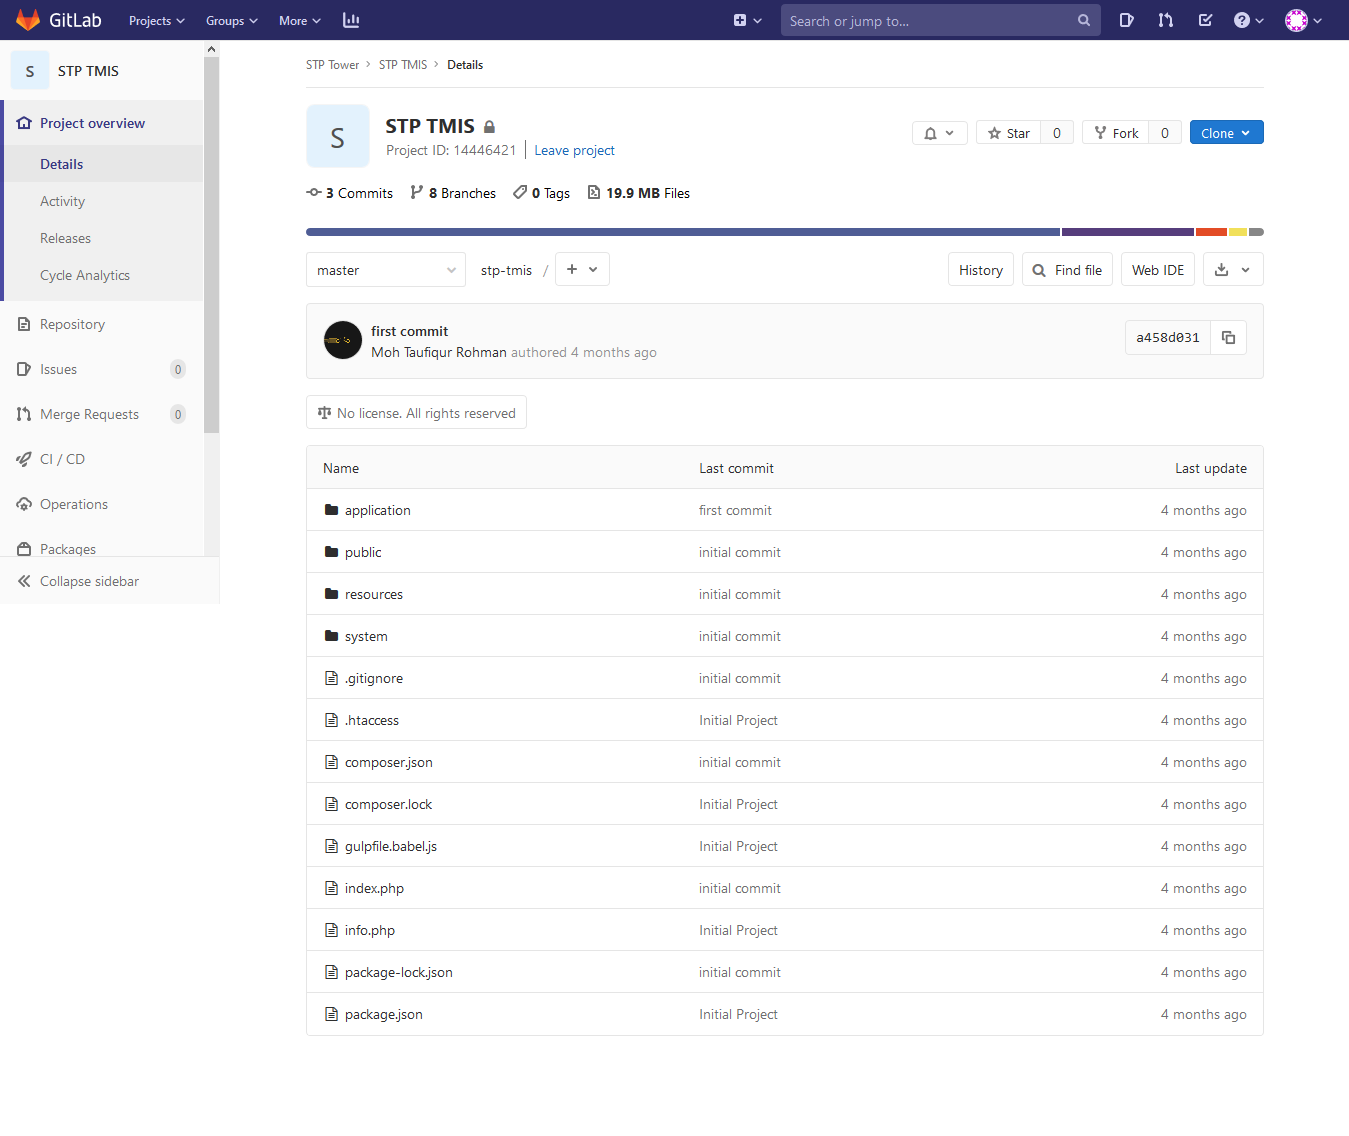 GitLab Projects Groups More Search or jump to...
S STP TMIS
Project overview
Details
Activity
Releases
Cycle Analytics
Repository
Issues 0
Merge Requests 0
CI / CD
Operations
Packages
Collapse sidebar
STP Tower › STP TMIS › Details
S
STP TMIS
Project ID: 14446421 Leave project
Star 0 Fork 0 Clone
3 Commits 8 Branches 0 Tags 19.9 MB Files
master stp-tmis / + History Find file Web IDE
first commit
Moh Taufiqur Rohman authored 4 months ago
a458d031
No license. All rights reserved
Name Last commit Last update
application first commit 4 months ago
public initial commit 4 months ago
resources initial commit 4 months ago
system initial commit 4 months ago
.gitignore initial commit 4 months ago
.htaccess Initial Project 4 months ago
composer.json initial commit 4 months ago
composer.lock Initial Project 4 months ago
gulpfile.babel.js Initial Project 4 months ago
index.php initial commit 4 months ago
info.php Initial Project 4 months ago
package-lock.json initial commit 4 months ago
package.json Initial Project 4 months ago